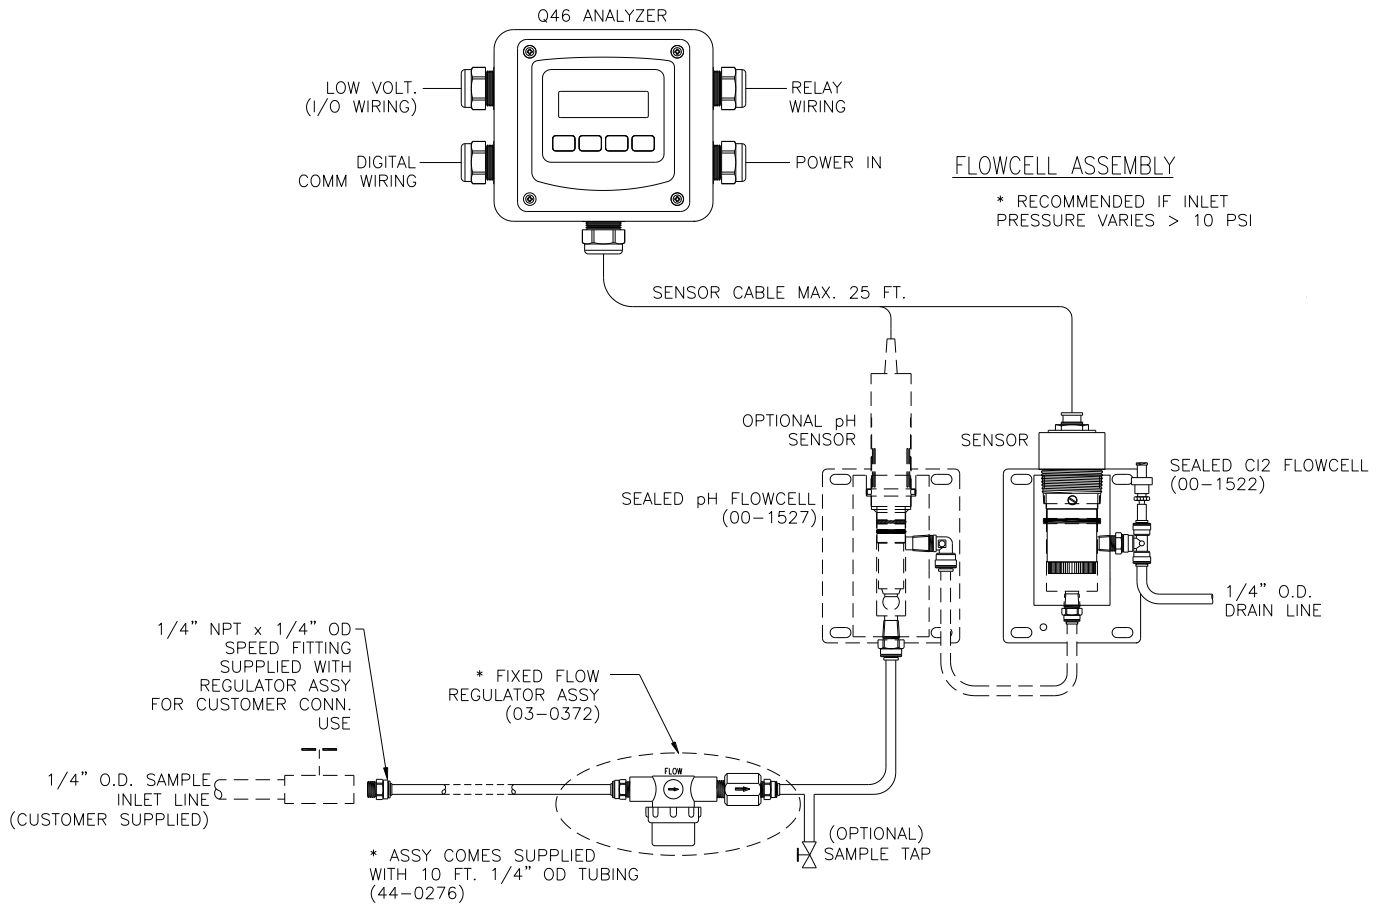 Q46 ANALYZER
LOW VOLT.
(I/O WIRING)
RELAY
WIRING
DIGITAL
COMM WIRING
POWER IN
FLOWCELL ASSEMBLY
* RECOMMENDED IF INLET
PRESSURE VARIES > 10 PSI
SENSOR CABLE MAX. 25 FT.
OPTIONAL pH
SENSOR
SENSOR
SEALED Cl2 FLOWCELL
(00-1522)
SEALED pH FLOWCELL
(00-1527)
1/4" O.D.
DRAIN LINE
1/4" NPT x 1/4" OD
SPEED FITTING
SUPPLIED WITH
REGULATOR ASSY
FOR CUSTOMER CONN.
USE
* FIXED FLOW
REGULATOR ASSY
(03-0372)
FLOW
1/4" O.D. SAMPLE
INLET LINE
(CUSTOMER SUPPLIED)
(OPTIONAL)
SAMPLE TAP
* ASSY COMES SUPPLIED
WITH 10 FT. 1/4" OD TUBING
(44-0276)